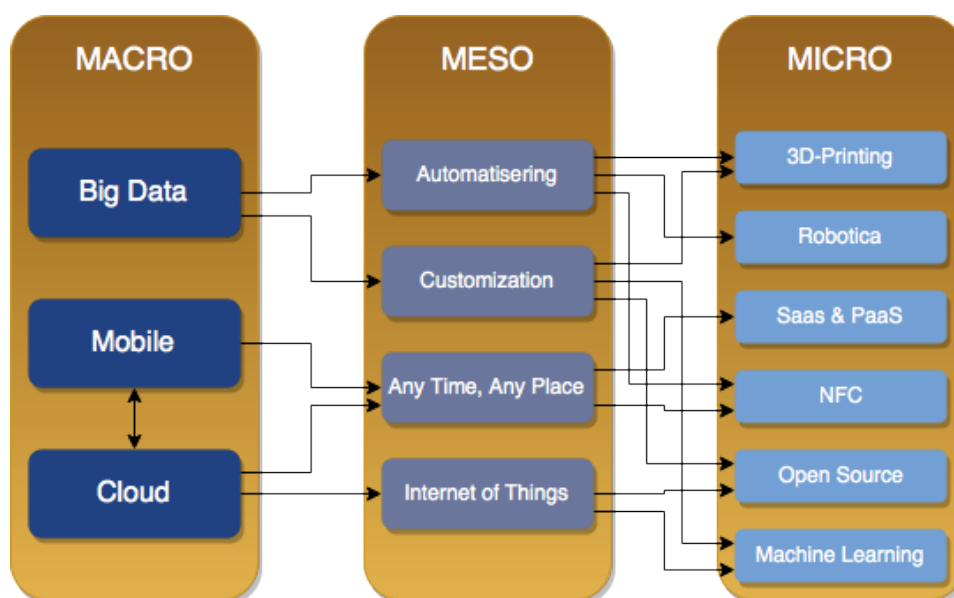 MACRO
Big Data
Mobile
Cloud
MESO
Automatisering
Customization
Any Time, Any Place
Internet of Things
MICRO
3D-Printing
Robotica
Saas & PaaS
NFC
Open Source
Machine Learning